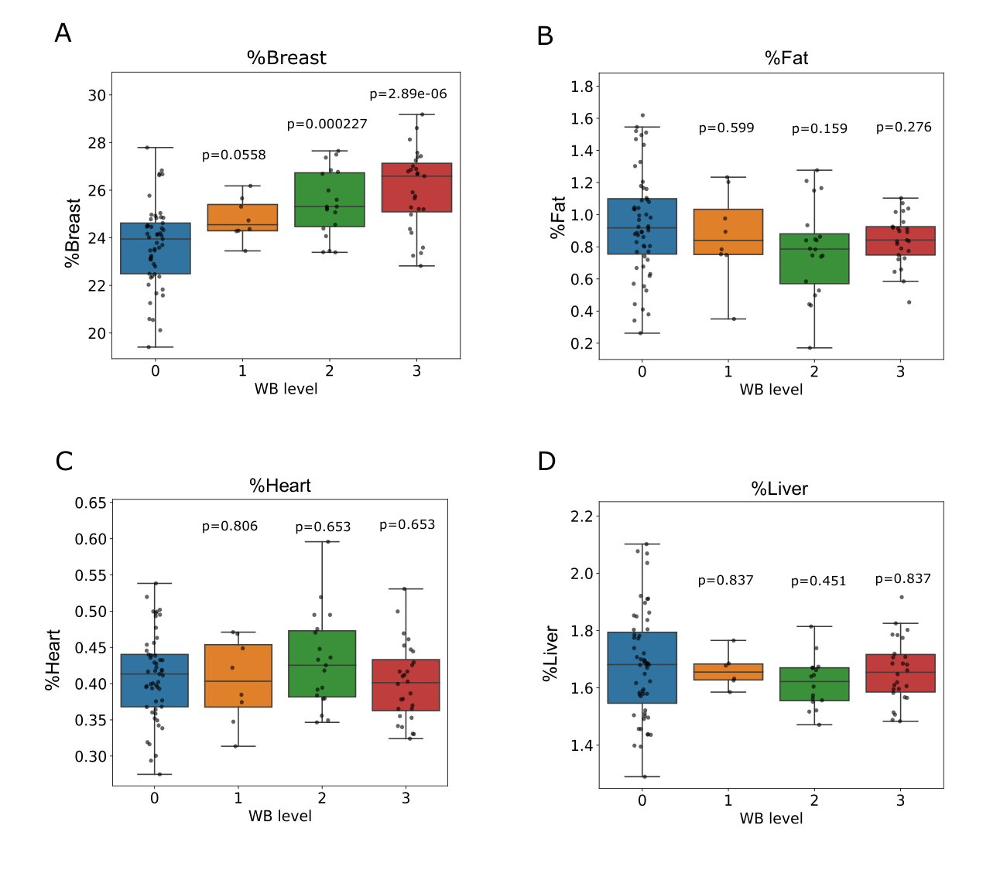 A
%Breast
30
28
26
24
22
20
%Breast
p=0.0558
p=0.000227
p=2.89e-06
0 1 2 3
WB level
B
%Fat
1.8
1.6
1.4
1.2
1.0
0.8
0.6
0.4
0.2
%Fat
p=0.599
p=0.159
p=0.276
0 1 2 3
WB level
C
%Heart
0.65
0.60
0.55
0.50
0.45
0.40
0.35
0.30
%Heart
p=0.806
p=0.653
p=0.653
0 1 2 3
WB level
D
%Liver
2.2
2.0
1.8
1.6
1.4
%Liver
p=0.837
p=0.451
p=0.837
0 1 2 3
WB level